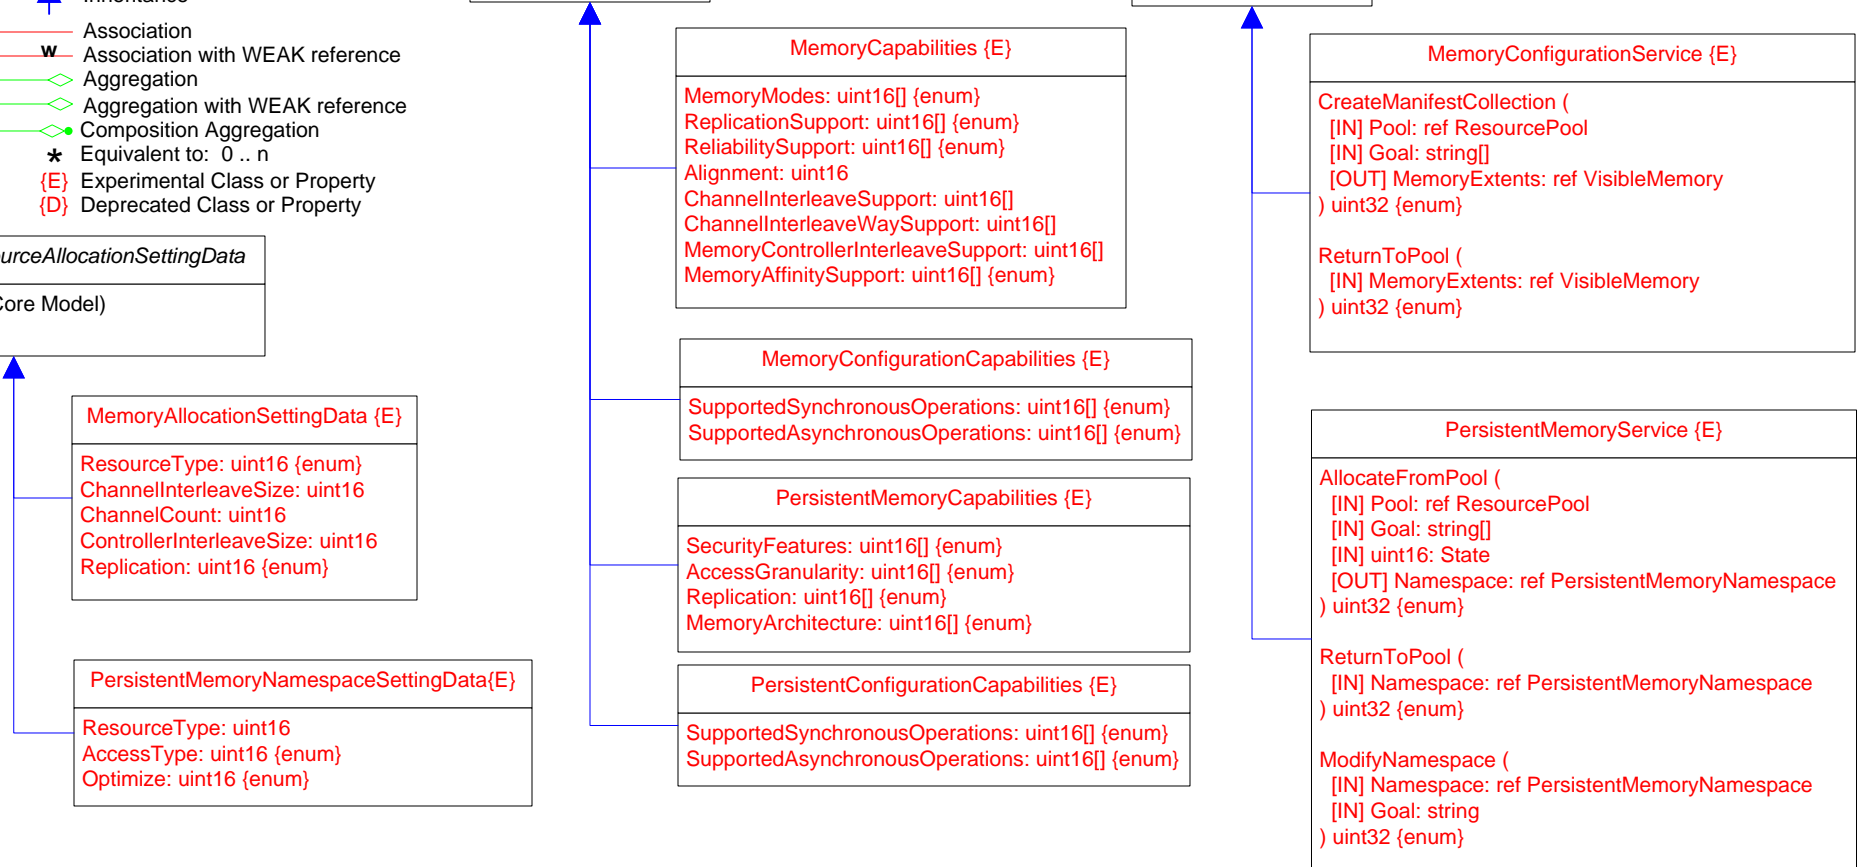 Inheritance
Association
w Association with WEAK reference
Aggregation
Aggregation with WEAK reference
Composition Aggregation
* Equivalent to: 0 .. n
{E} Experimental Class or Property
{D} Deprecated Class or Property
urceAllocationSettingData
Core Model)
MemoryAllocationSettingData {E}
ResourceType: uint16 {enum}
ChannelInterleaveSize: uint16
ChannelCount: uint16
ControllerInterleaveSize: uint16
Replication: uint16 {enum}
PersistentMemoryNamespaceSettingData{E}
ResourceType: uint16
AccessType: uint16 {enum}
Optimize: uint16 {enum}
MemoryCapabilities {E}
MemoryModes: uint16[] {enum}
ReplicationSupport: uint16[] {enum}
ReliabilitySupport: uint16[] {enum}
Alignment: uint16
ChannelInterleaveSupport: uint16[]
ChannelInterleaveWaySupport: uint16[]
MemoryControllerInterleaveSupport: uint16[]
MemoryAffinitySupport: uint16[] {enum}
MemoryConfigurationCapabilities {E}
SupportedSynchronousOperations: uint16[] {enum}
SupportedAsynchronousOperations: uint16[] {enum}
PersistentMemoryCapabilities {E}
SecurityFeatures: uint16[] {enum}
AccessGranularity: uint16[] {enum}
Replication: uint16[] {enum}
MemoryArchitecture: uint16[] {enum}
PersistentConfigurationCapabilities {E}
SupportedSynchronousOperations: uint16[] {enum}
SupportedAsynchronousOperations: uint16[] {enum}
MemoryConfigurationService {E}
CreateManifestCollection (
[IN] Pool: ref ResourcePool
[IN] Goal: string[]
[OUT] MemoryExtents: ref VisibleMemory
) uint32 {enum}
ReturnToPool (
[IN] MemoryExtents: ref VisibleMemory
) uint32 {enum}
PersistentMemoryService {E}
AllocateFromPool (
[IN] Pool: ref ResourcePool
[IN] Goal: string[]
[IN] uint16: State
[OUT] Namespace: ref PersistentMemoryNamespace
) uint32 {enum}
ReturnToPool (
[IN] Namespace: ref PersistentMemoryNamespace
) uint32 {enum}
ModifyNamespace (
[IN] Namespace: ref PersistentMemoryNamespace
[IN] Goal: string
) uint32 {enum}